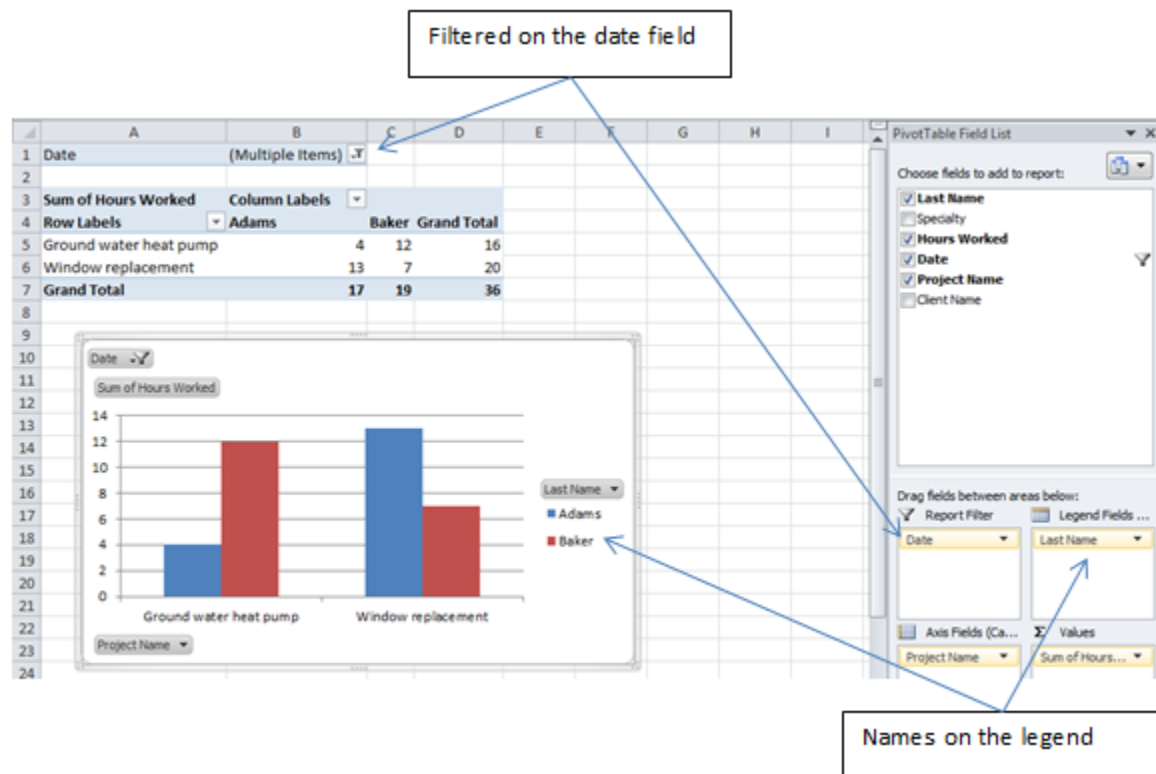 Filtered on the date field
A B C D E F G H I
PivotTable Field List
1 Date (Multiple Items)
2
Choose fields to add to report:
3 Sum of Hours Worked Column Labels
4 Row Labels Adams Baker Grand Total
5 Ground water heat pump 4 12 16
6 Window replacement 13 7 20
7 Grand Total 17 19 36
8
9
10
11
12
13
14
15
16
17
18
19
20
21
22
23
24
Last Name
Specialty
Hours Worked
Date
Project Name
Client Name
Date
Sum of Hours Worked
14
12
10
8
6
4
2
0
Ground water heat pump Window replacement
Project Name
Last Name
Adams
Baker
Drag fields between areas below:
Report Filter Legend Fields ...
Date Last Name
Axis Fields (Ca... Σ Values
Project Name Sum of Hours...
Names on the legend